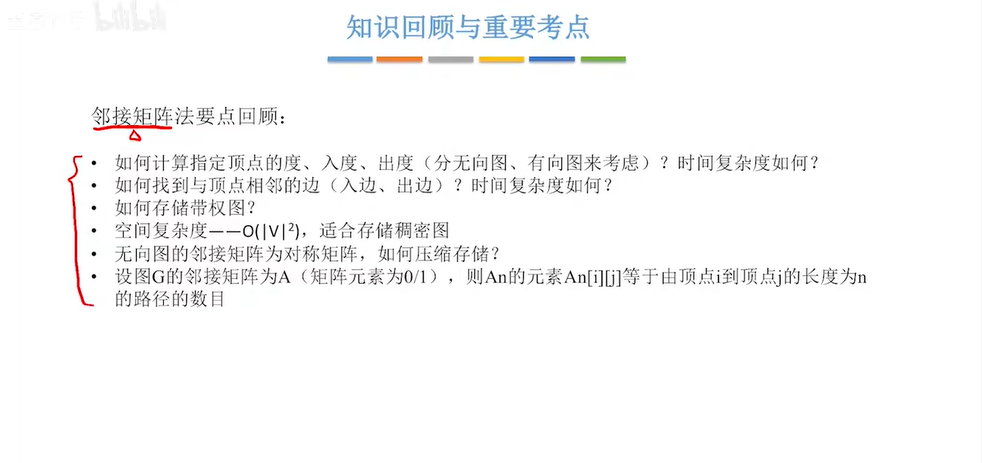 bilibili
知识回顾与重要考点
邻接矩阵法要点回顾：
• 如何计算指定顶点的度、入度、出度（分无向图、有向图来考虑）？时间复杂度如何？
• 如何找到与顶点相邻的边（入边、出边）？时间复杂度如何？
• 如何存储带权图？
• 空间复杂度——O(|V|²)，适合存储稠密图
• 无向图的邻接矩阵为对称矩阵，如何压缩存储？
• 设图G的邻接矩阵为A（矩阵元素为0/1），则An的元素An[i][j]等于由顶点i到顶点j的长度为n
的路径的数目